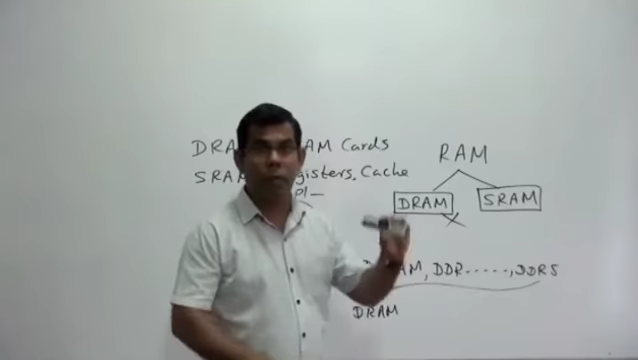 DRA AM Cards
SRAM gisters, Cache
RAM
DRAM SRAM
AM, DDR ....., DDR5
DRAM